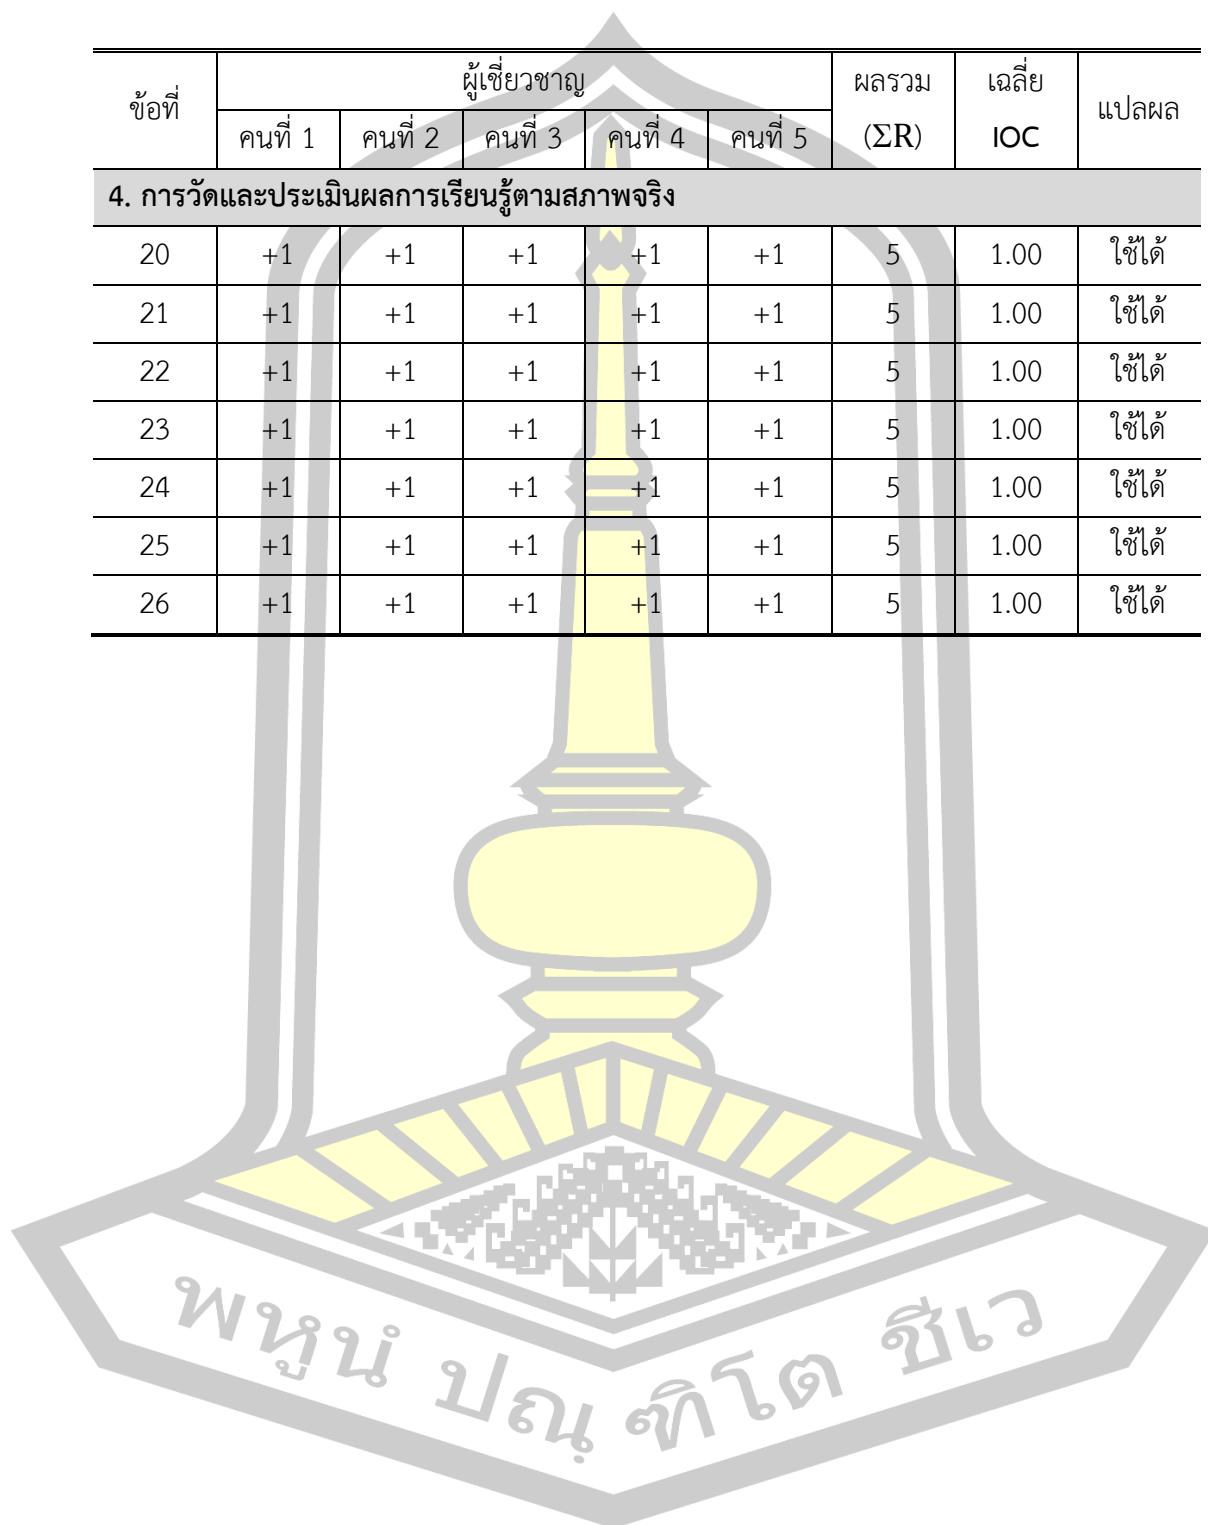 ข้อที่ ผู้เชี่ยวชาญ ผลรวม (ΣR) เฉลี่ย IOC แปลผล
คนที่ 1 คนที่ 2 คนที่ 3 คนที่ 4 คนที่ 5
4. การวัดและประเมินผลการเรียนรู้ตามสภาพจริง
20 +1 +1 +1 +1 +1 5 1.00 ใช้ได้
21 +1 +1 +1 +1 +1 5 1.00 ใช้ได้
22 +1 +1 +1 +1 +1 5 1.00 ใช้ได้
23 +1 +1 +1 +1 +1 5 1.00 ใช้ได้
24 +1 +1 +1 +1 +1 5 1.00 ใช้ได้
25 +1 +1 +1 +1 +1 5 1.00 ใช้ได้
26 +1 +1 +1 +1 +1 5 1.00 ใช้ได้
พหูนํ ปณฺฑิโต ชีเว